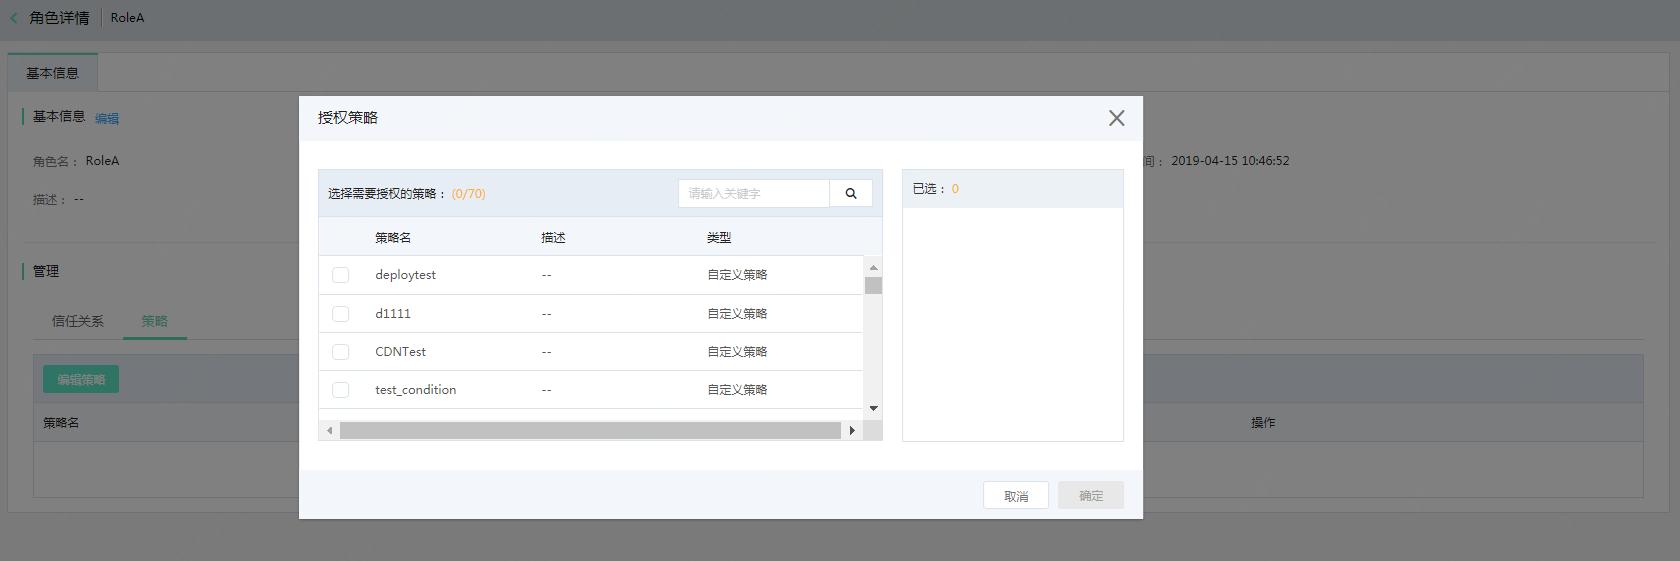 角色详情 RoleA
基本信息
基本信息 编辑
角色名： RoleA
间： 2019-04-15 10:46:52
描述： --
管理
信任关系 策略
编辑策略
策略名 操作
授权策略
选择需要授权的策略： (0/70) 请输入关键字
已选： 0
策略名 描述 类型
deploytest -- 自定义策略
d1111 -- 自定义策略
CDNTest -- 自定义策略
test_condition -- 自定义策略
取消 确定